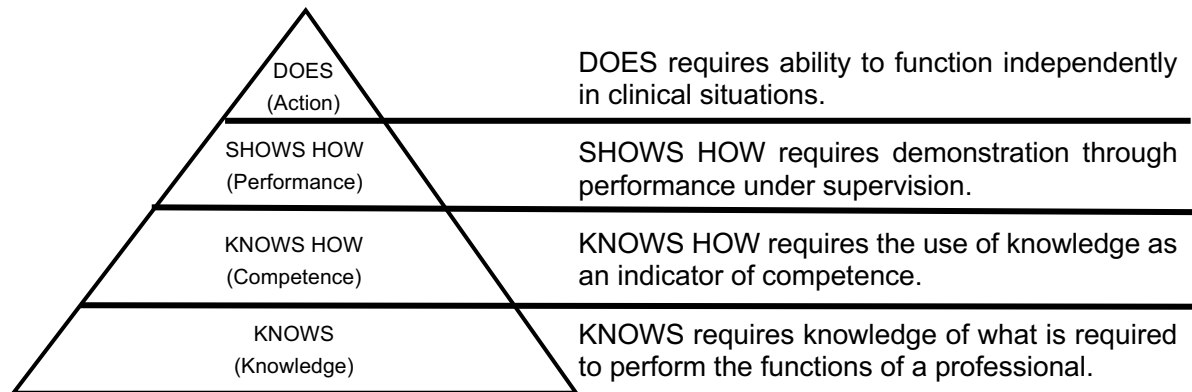 DOES
(Action)
DOES requires ability to function independently
in clinical situations.
SHOWS HOW
(Performance)
SHOWS HOW requires demonstration through
performance under supervision.
KNOWS HOW
(Competence)
KNOWS HOW requires the use of knowledge as
an indicator of competence.
KNOWS
(Knowledge)
KNOWS requires knowledge of what is required
to perform the functions of a professional.